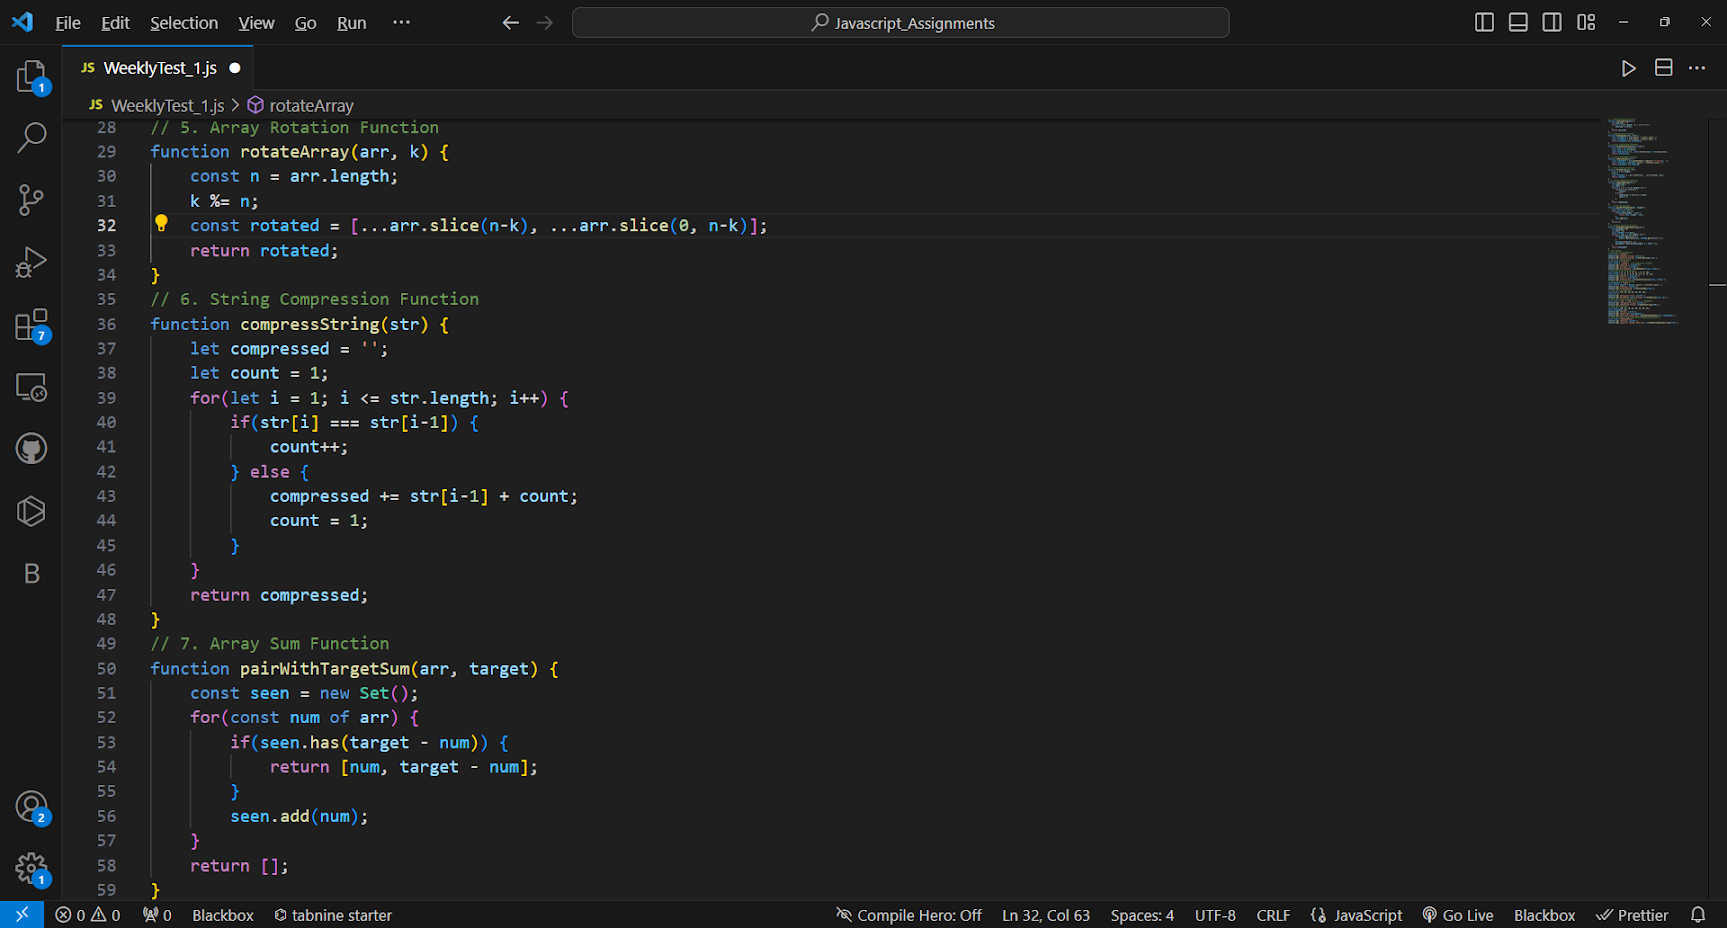 File Edit Selection View Go Run ··· Javascript_Assignments
JS WeeklyTest_1.js
JS WeeklyTest_1.js > rotateArray
28 // 5. Array Rotation Function
29 function rotateArray(arr, k) {
30 const n = arr.length;
31 k %= n;
32 const rotated = [...arr.slice(n-k), ...arr.slice(0, n-k)];
33 return rotated;
34 }
35 // 6. String Compression Function
36 function compressString(str) {
37 let compressed = '';
38 let count = 1;
39 for(let i = 1; i <= str.length; i++) {
40 if(str[i] === str[i-1]) {
41 count++;
42 } else {
43 compressed += str[i-1] + count;
44 count = 1;
45 }
46 }
47 return compressed;
48 }
49 // 7. Array Sum Function
50 function pairWithTargetSum(arr, target) {
51 const seen = new Set();
52 for(const num of arr) {
53 if(seen.has(target - num)) {
54 return [num, target - num];
55 }
56 seen.add(num);
57 }
58 return [];
59 }
1
7
B
2
1
0 0 0 Blackbox tabnine starter Compile Hero: Off Ln 32, Col 63 Spaces: 4 UTF-8 CRLF JavaScript Go Live Blackbox Prettier